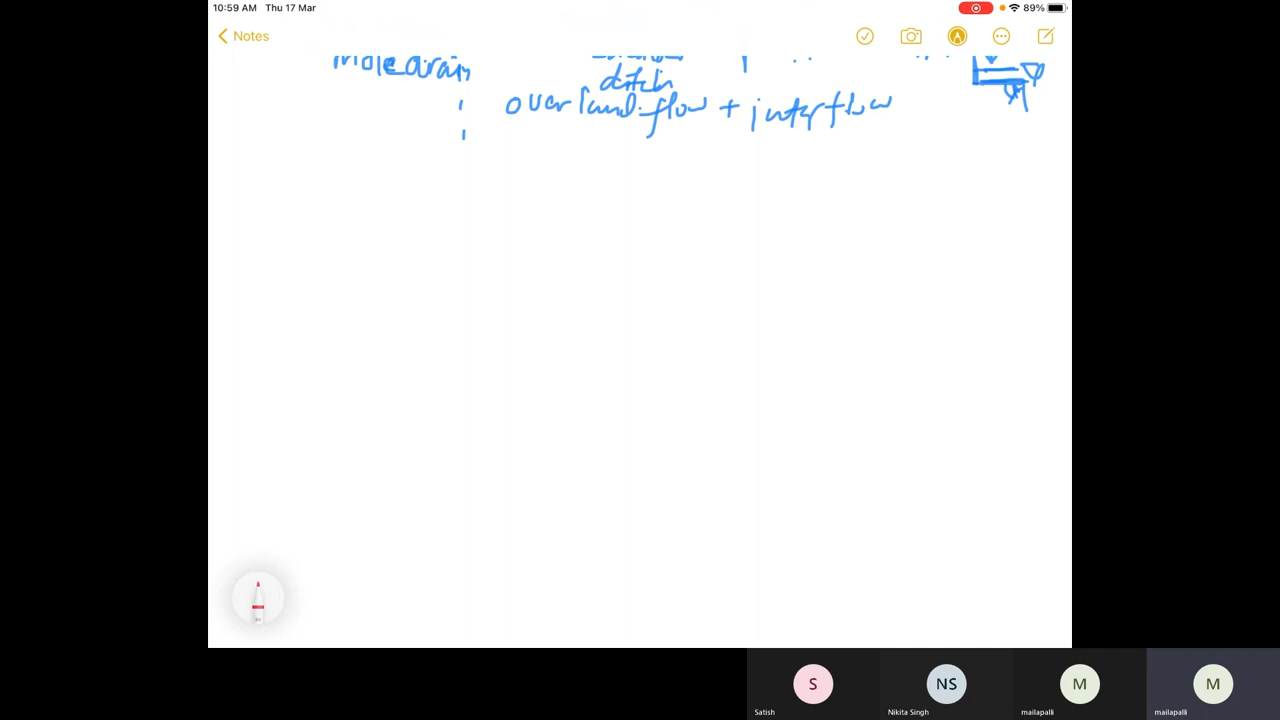 10:59 AM Thu 17 Mar
89%
Notes
Mole drain
ditch
overland flow + interflow
S
NS
M
M
Satish
Nikita Singh
mailapalli
mailapalli